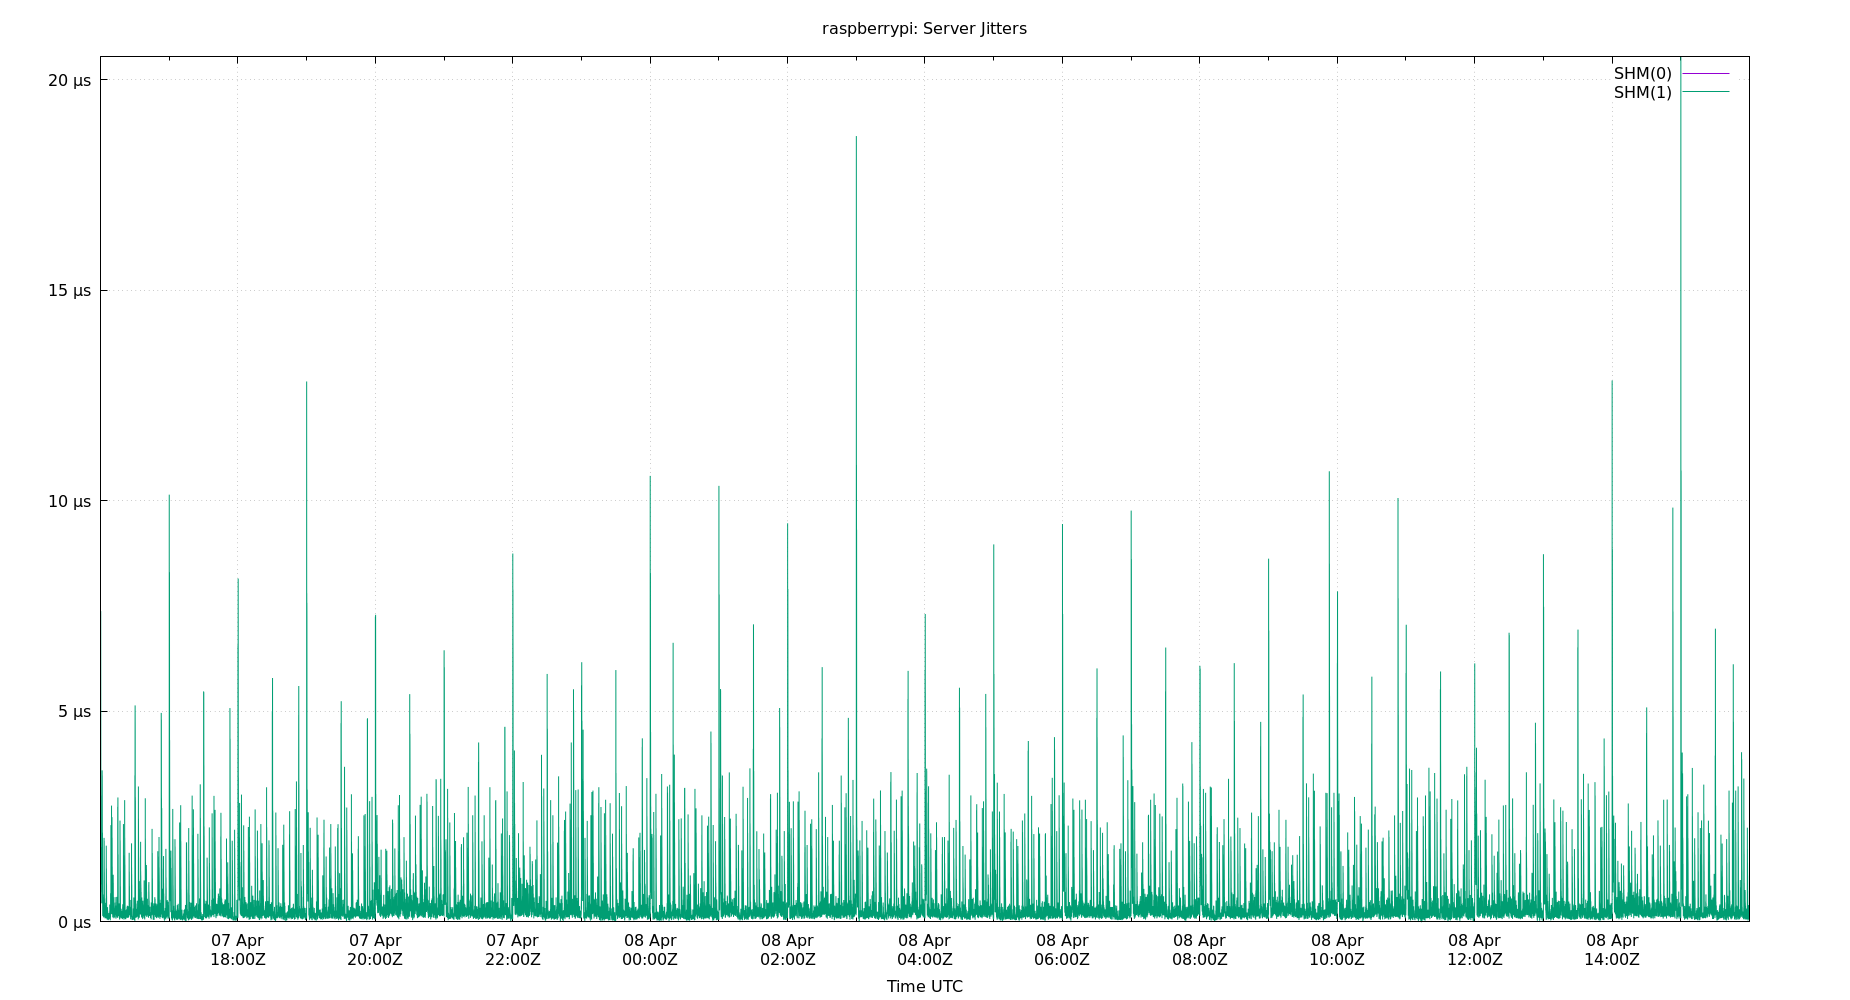 raspberrypi: Server Jitters
20 µs
15 µs
10 µs
5 µs
0 µs
SHM(0)
SHM(1)
07 Apr 07 Apr 07 Apr 08 Apr 08 Apr 08 Apr 08 Apr 08 Apr 08 Apr 08 Apr 08 Apr
18:00Z 20:00Z 22:00Z 00:00Z 02:00Z 04:00Z 06:00Z 08:00Z 10:00Z 12:00Z 14:00Z
Time UTC